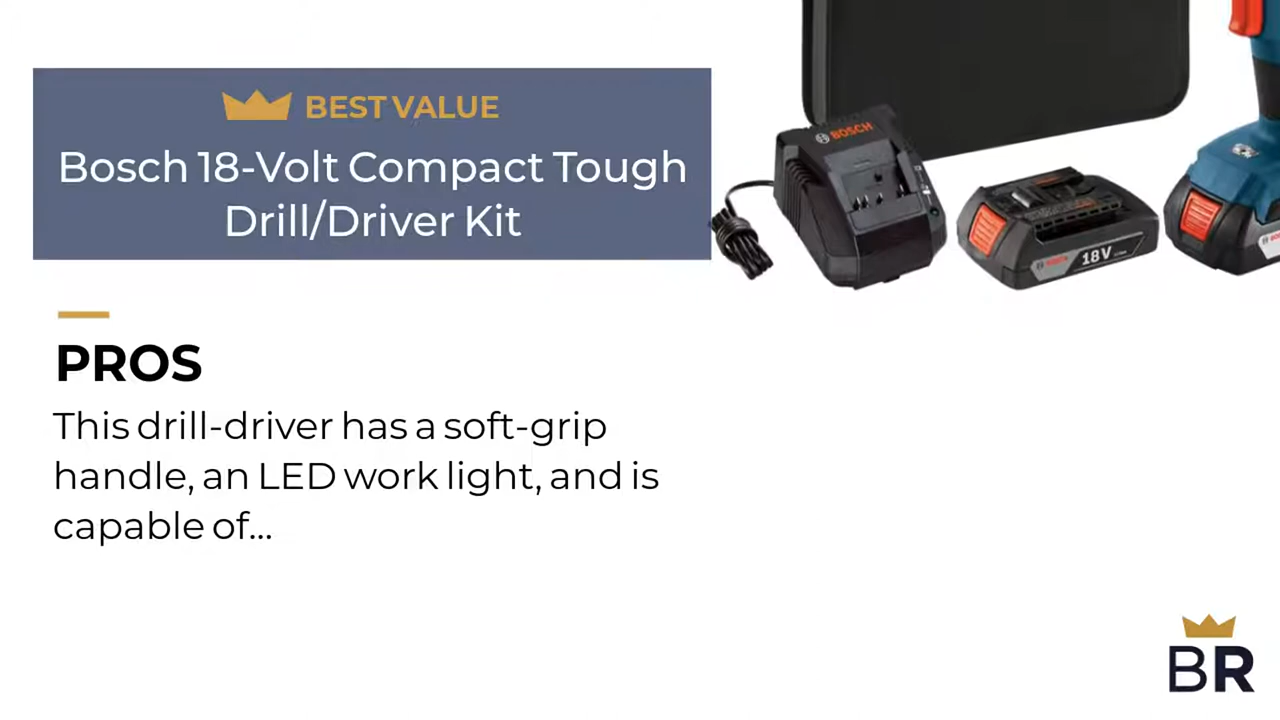 BEST VALUE
Bosch 18-Volt Compact Tough
Drill/Driver Kit
BOSCH
BOSCH 18V
PROS
This drill-driver has a soft-grip
handle, an LED work light, and is
capable of...
BR